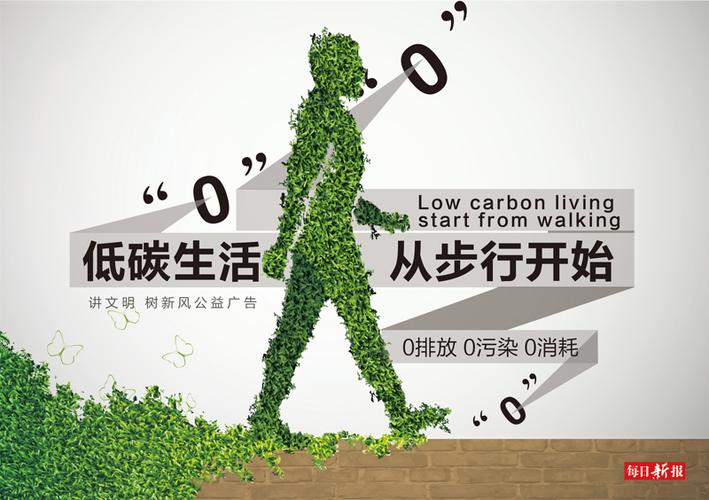 “0”
“0”
Low carbon living
start from walking
低碳生活 从步行开始
讲文明 树新风公益广告
0排放 0污染 0消耗
“0”
每日新报